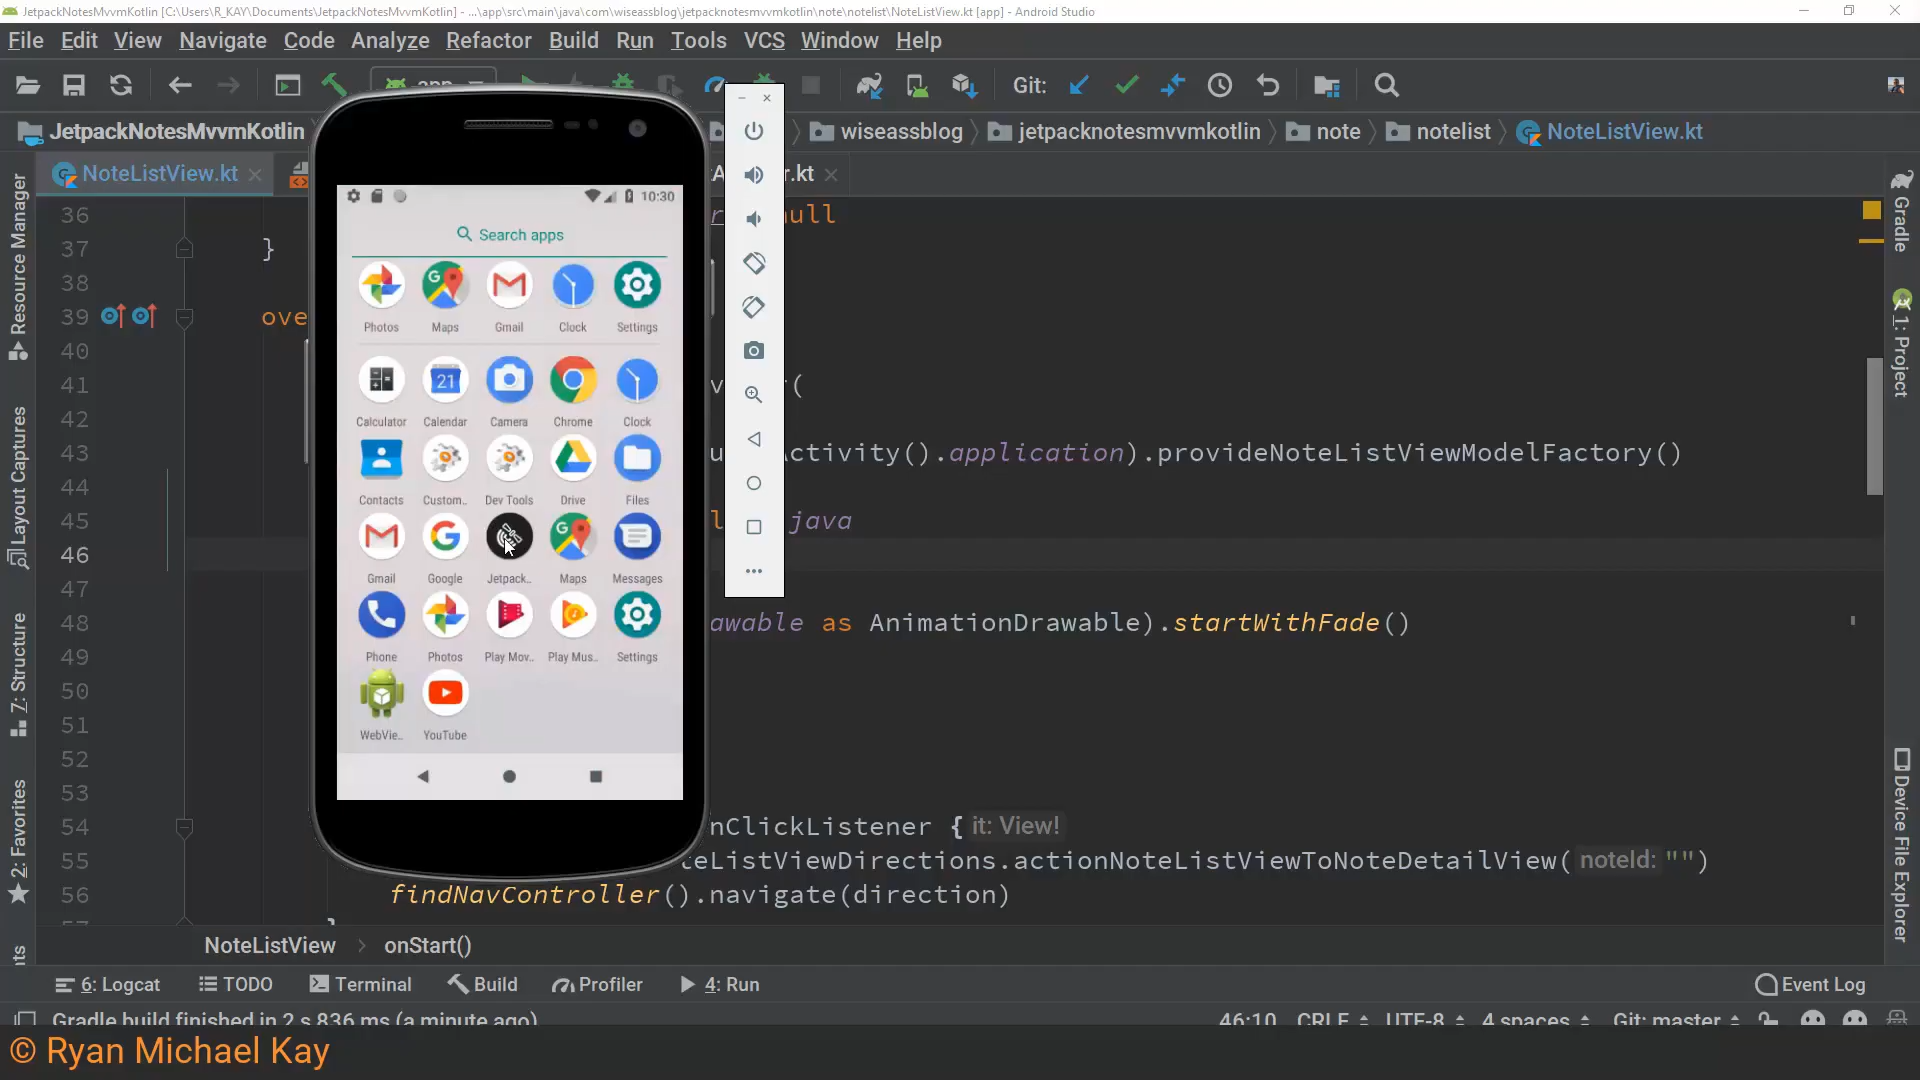 JetpackNotesMvvmKotlin [C:\Users\R_KAY\Documents\JetpackNotesMvvmKotlin] - ...\app\src\main\java\com\wiseassblog\jetpacknotesmvvmkotlin\note\notelist\NoteListView.kt [app] - Android Studio
File Edit View Navigate Code Analyze Refactor Build Run Tools VCS Window Help
app Git:
JetpackNotesMvvmKotlin wiseassblog jetpacknotesmvvmkotlin note notelist NoteListView.kt
NoteListView.kt r.kt
10:30
Search apps
Photos Maps Gmail Clock Settings
Calculator Calendar Camera Chrome Clock
21
Contacts Custom.. Dev Tools Drive Files
Gmail Google Jetpack.. Maps Messages
Phone Photos Play Mov.. Play Mus.. Settings
WebVie.. YouTube
36 null
37 }
38
39 ove
40
41 (
42
43 Activity().application).provideNoteListViewModelFactory()
44
45 java
46
47
48 awable as AnimationDrawable).startWithFade()
49
50
51
52
53
54 nClickListener { it: View!
55 teListViewDirections.actionNoteListViewToNoteDetailView( noteId: "")
56 findNavController().navigate(direction)
57 }
NoteListView > onStart()
Resource Manager
Layout Captures
7: Structure
2: Favorites
Gradle
1: Project
Device File Explorer
6: Logcat TODO Terminal Build Profiler 4: Run Event Log
Gradle build finished in 2 s 836 ms (a minute ago) 46:10 CRLF UTF-8 4 spaces Git: master
© Ryan Michael Kay